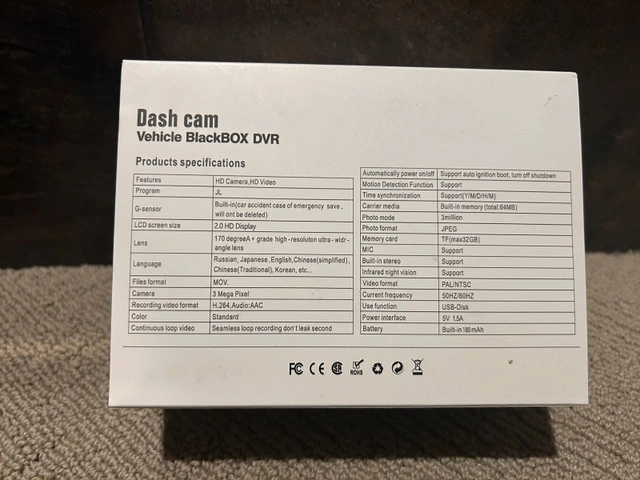 Dash cam
Vehicle BlackBOX DVR
Products specifications
Features HD Camera,HD Video
Program JL
G-sensor Built-in(car accident case of emergency save ,
will ont be deleted)
LCD screen size 2.0 HD Display
Lens 170 degreeA+ grade high-resoluton ultra-widr-
angle lens
Language Russian, Japanese ,English,Chinese(simplified),
Chinese(Traditional), Korean, etc...
Files format MOV.
Camera 3 Mega Pixel
Recording video format H.264,Audio:AAC
Color Standard
Continuous loop video Seamless loop recording don't leak second
Automatically power on/off Support auto ignition boot, turn off shutdown
Motion Detection Function Support
Time synchronization Support(Y/M/D/H/M)
Carrier media Built-in memory (total:64MB)
Photo mode 3million
Photo format JPEG
Memory card TF(max32GB)
MIC Support
Built-in stereo Support
Infrared night vision Support
Video format PAL/NTSC
Current frequency 50HZ/60HZ
Use function USB-Disk
Power interface 5V 1.5A
Battery Built-in180mAh
FC CE ROHS